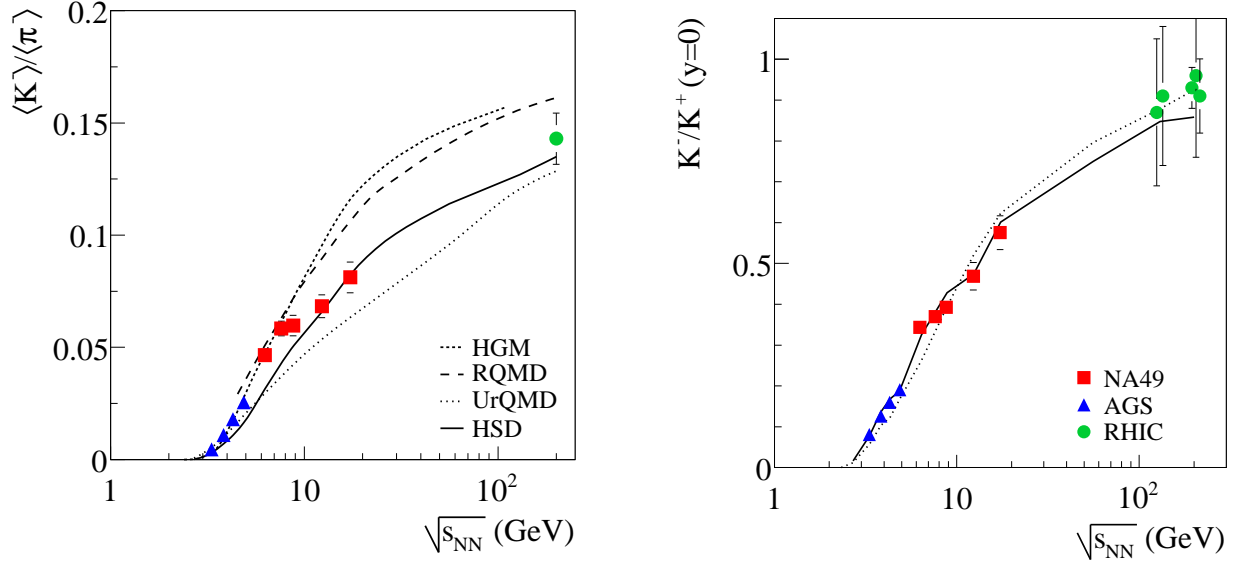 ⟨K⁻⟩/⟨π⁻⟩
0.2
0.15
0.1
0.05
0
HGM
RQMD
UrQMD
HSD
1
10
10²
√s_NN (GeV)
K⁻/K⁺ (y=0)
1
0.5
0
NA49
AGS
RHIC
1
10
10²
√s_NN (GeV)